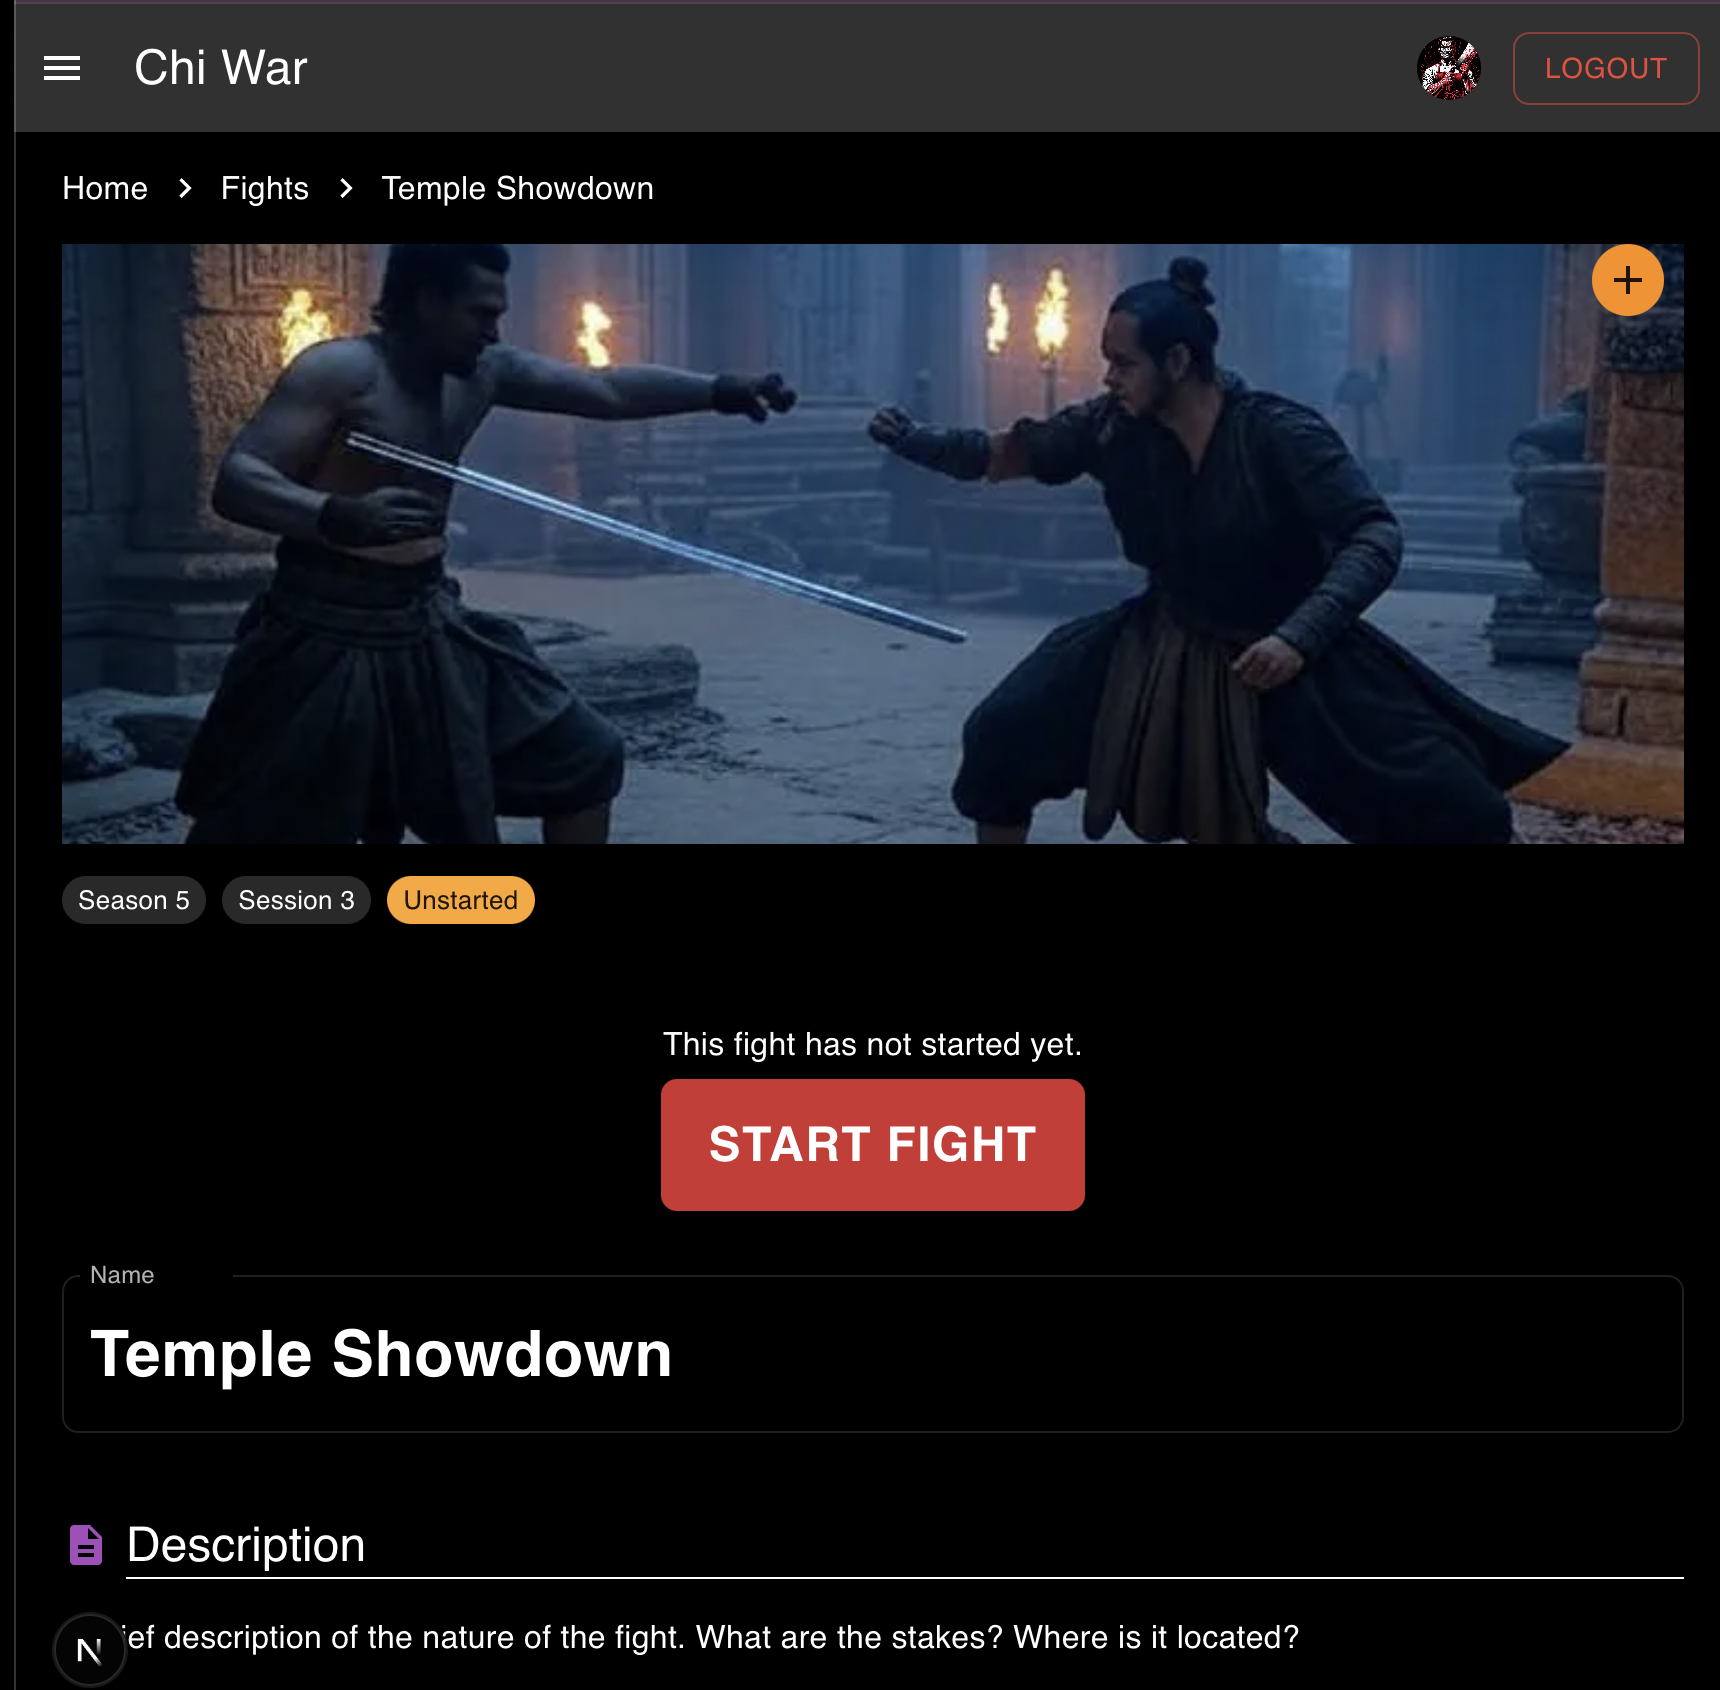 Chi War
LOGOUT
Home > Fights > Temple Showdown
Season 5 Session 3 Unstarted
This fight has not started yet.
START FIGHT
Name
Temple Showdown
Description
ief description of the nature of the fight. What are the stakes? Where is it located?
N